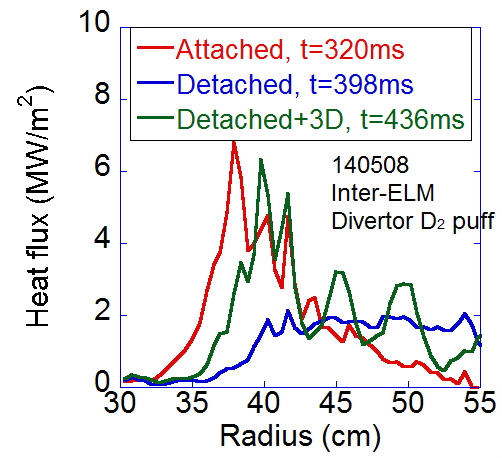 10
Attached, t=320ms
Detached, t=398ms
Detached+3D, t=436ms
8
140508
Inter-ELM
Divertor D₂ puff
6
4
2
0
Heat flux (MW/m²)
30 35 40 45 50 55
Radius (cm)